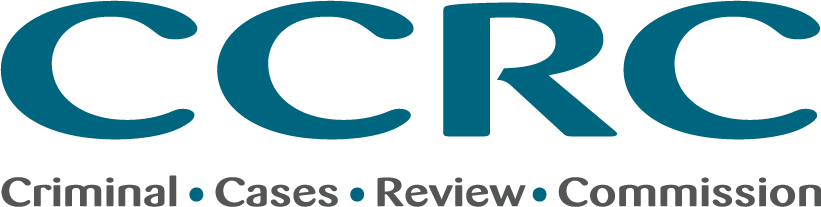 CCRC
Criminal • Cases • Review • Commission